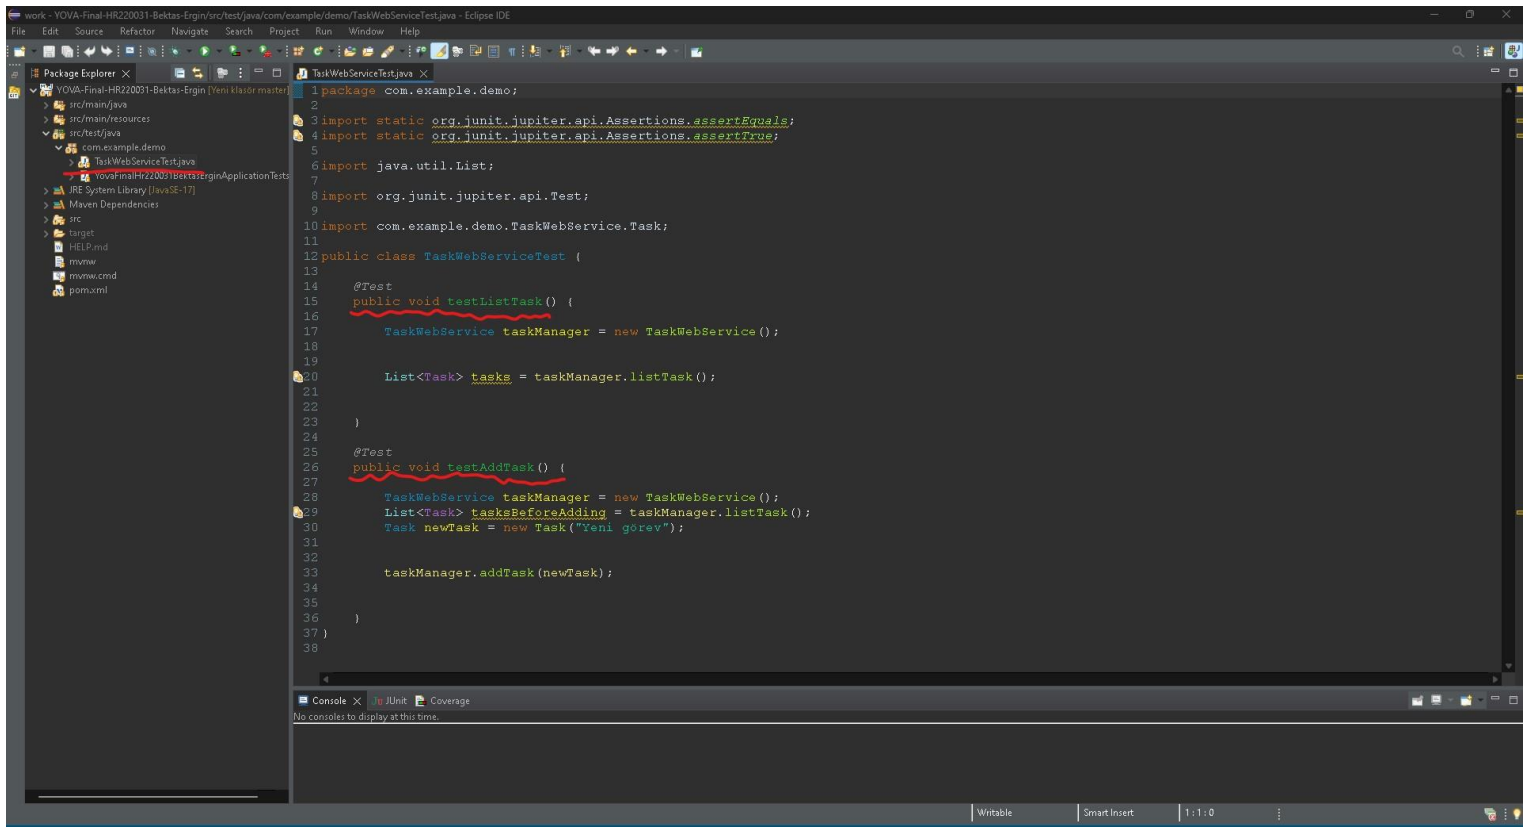 work - YOVA-Final-HR220031-Bektas-Ergin/src/test/java/com/example/demo/TaskWebServiceTest.java - Eclipse IDE
File Edit Source Refactor Navigate Search Project Run Window Help
Package Explorer
YOVA-Final-HR220031-Bektas-Ergin [Yeni klasör master]
src/main/java
src/main/resources
src/test/java
com.example.demo
TaskWebServiceTest.java
YovaFinalHr220031BektasErginApplicationTests
JRE System Library [JavaSE-17]
Maven Dependencies
src
target
HELP.md
mvnw
mvnw.cmd
pom.xml
TaskWebServiceTest.java
1 package com.example.demo;
2
3 import static org.junit.jupiter.api.Assertions.assertEquals;
4 import static org.junit.jupiter.api.Assertions.assertTrue;
5
6 import java.util.List;
7
8 import org.junit.jupiter.api.Test;
9
10 import com.example.demo.TaskWebService.Task;
11
12 public class TaskWebServiceTest {
13
14 @Test
15 public void testListTask() {
16
17 TaskWebService taskManager = new TaskWebService();
18
19
20 List<Task> tasks = taskManager.listTask();
21
22
23 }
24
25 @Test
26 public void testAddTask() {
27
28 TaskWebService taskManager = new TaskWebService();
29 List<Task> tasksBeforeAdding = taskManager.listTask();
30 Task newTask = new Task("Yeni görev");
31
32
33 taskManager.addTask(newTask);
34
35
36 }
37 }
38
Console JUnit Coverage
No consoles to display at this time.
Writable Smart Insert 1 : 1 : 0